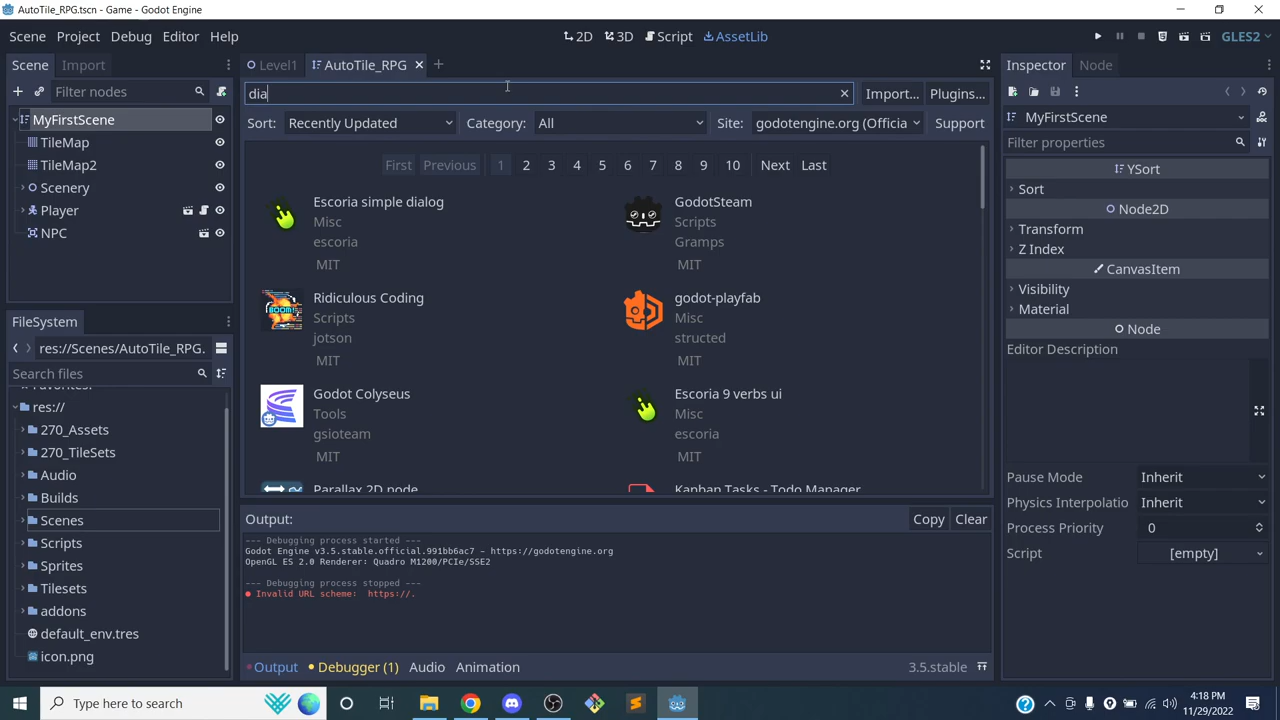 AutoTile_RPG.tscn - Game - Godot Engine
Scene Project Debug Editor Help
2D 3D Script AssetLib
GLES2
Scene Import
Filter nodes
MyFirstScene
TileMap
TileMap2
Scenery
Player
NPC
FileSystem
res://Scenes/AutoTile_RPG.
Search files
res://
270_Assets
270_TileSets
Audio
Builds
Scenes
Scripts
Sprites
Tilesets
addons
default_env.tres
icon.png
Level1 AutoTile_RPG
dia
Import... Plugins...
Sort: Recently Updated Category: All Site: godotengine.org (Officia Support
First Previous 1 2 3 4 5 6 7 8 9 10 Next Last
Escoria simple dialog
Misc
escoria
MIT
GodotSteam
Scripts
Gramps
MIT
Ridiculous Coding
Scripts
jotson
MIT
BOOM!
godot-playfab
Misc
structed
MIT
Godot Colyseus
Tools
gsioteam
MIT
Escoria 9 verbs ui
Misc
escoria
MIT
Parallax 2D node
Kanban Tasks - Todo Manager
Output:
Copy Clear
--- Debugging process started ---
Godot Engine v3.5.stable.official.991bb6ac7 - https://godotengine.org
OpenGL ES 2.0 Renderer: Quadro M1200/PCIe/SSE2
--- Debugging process stopped ---
Invalid URL scheme: https://.
Output Debugger (1) Audio Animation
3.5.stable
Inspector Node
MyFirstScene
Filter properties
YSort
Sort
Node2D
Transform
Z Index
CanvasItem
Visibility
Material
Node
Editor Description
Pause Mode Inherit
Physics Interpolatio Inherit
Process Priority 0
Script [empty]
Type here to search
4:18 PM
11/29/2022